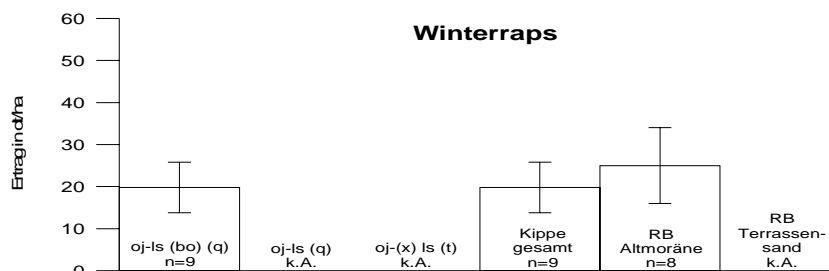 Winterraps
Ertrag in dt/ha
60
50
40
30
20
10
0
oj-ls (bo) (q)
n=9
oj-ls (q)
k.A.
oj-(x) ls (t)
k.A.
Kippe
gesamt
n=9
RB
Altmoräne
n=8
RB
Terrassen-
sand
k.A.